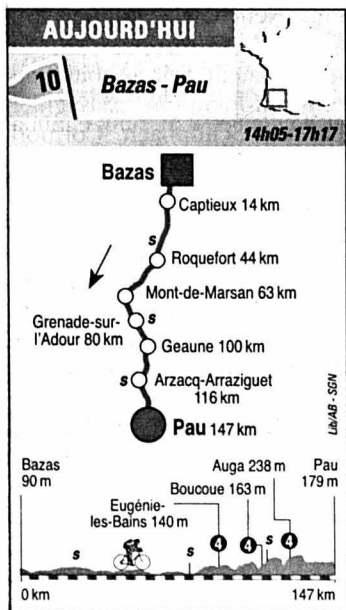 AUJOURD'HUI
10
Bazas - Pau
14h05-17h17
Bazas
Captieux 14 km
s
Roquefort 44 km
Mont-de-Marsan 63 km
Grenade-sur-
l'Adour 80 km
s
Geaune 100 km
s
Arzacq-Arraziguet
116 km
Pau 147 km
Lib/AB - SGN
Bazas
90 m
Auga 238 m
Pau
179 m
Boucoue 163 m
Eugénie-
les-Bains 140 m
4
4
4
s
s
s
0 km
147 km